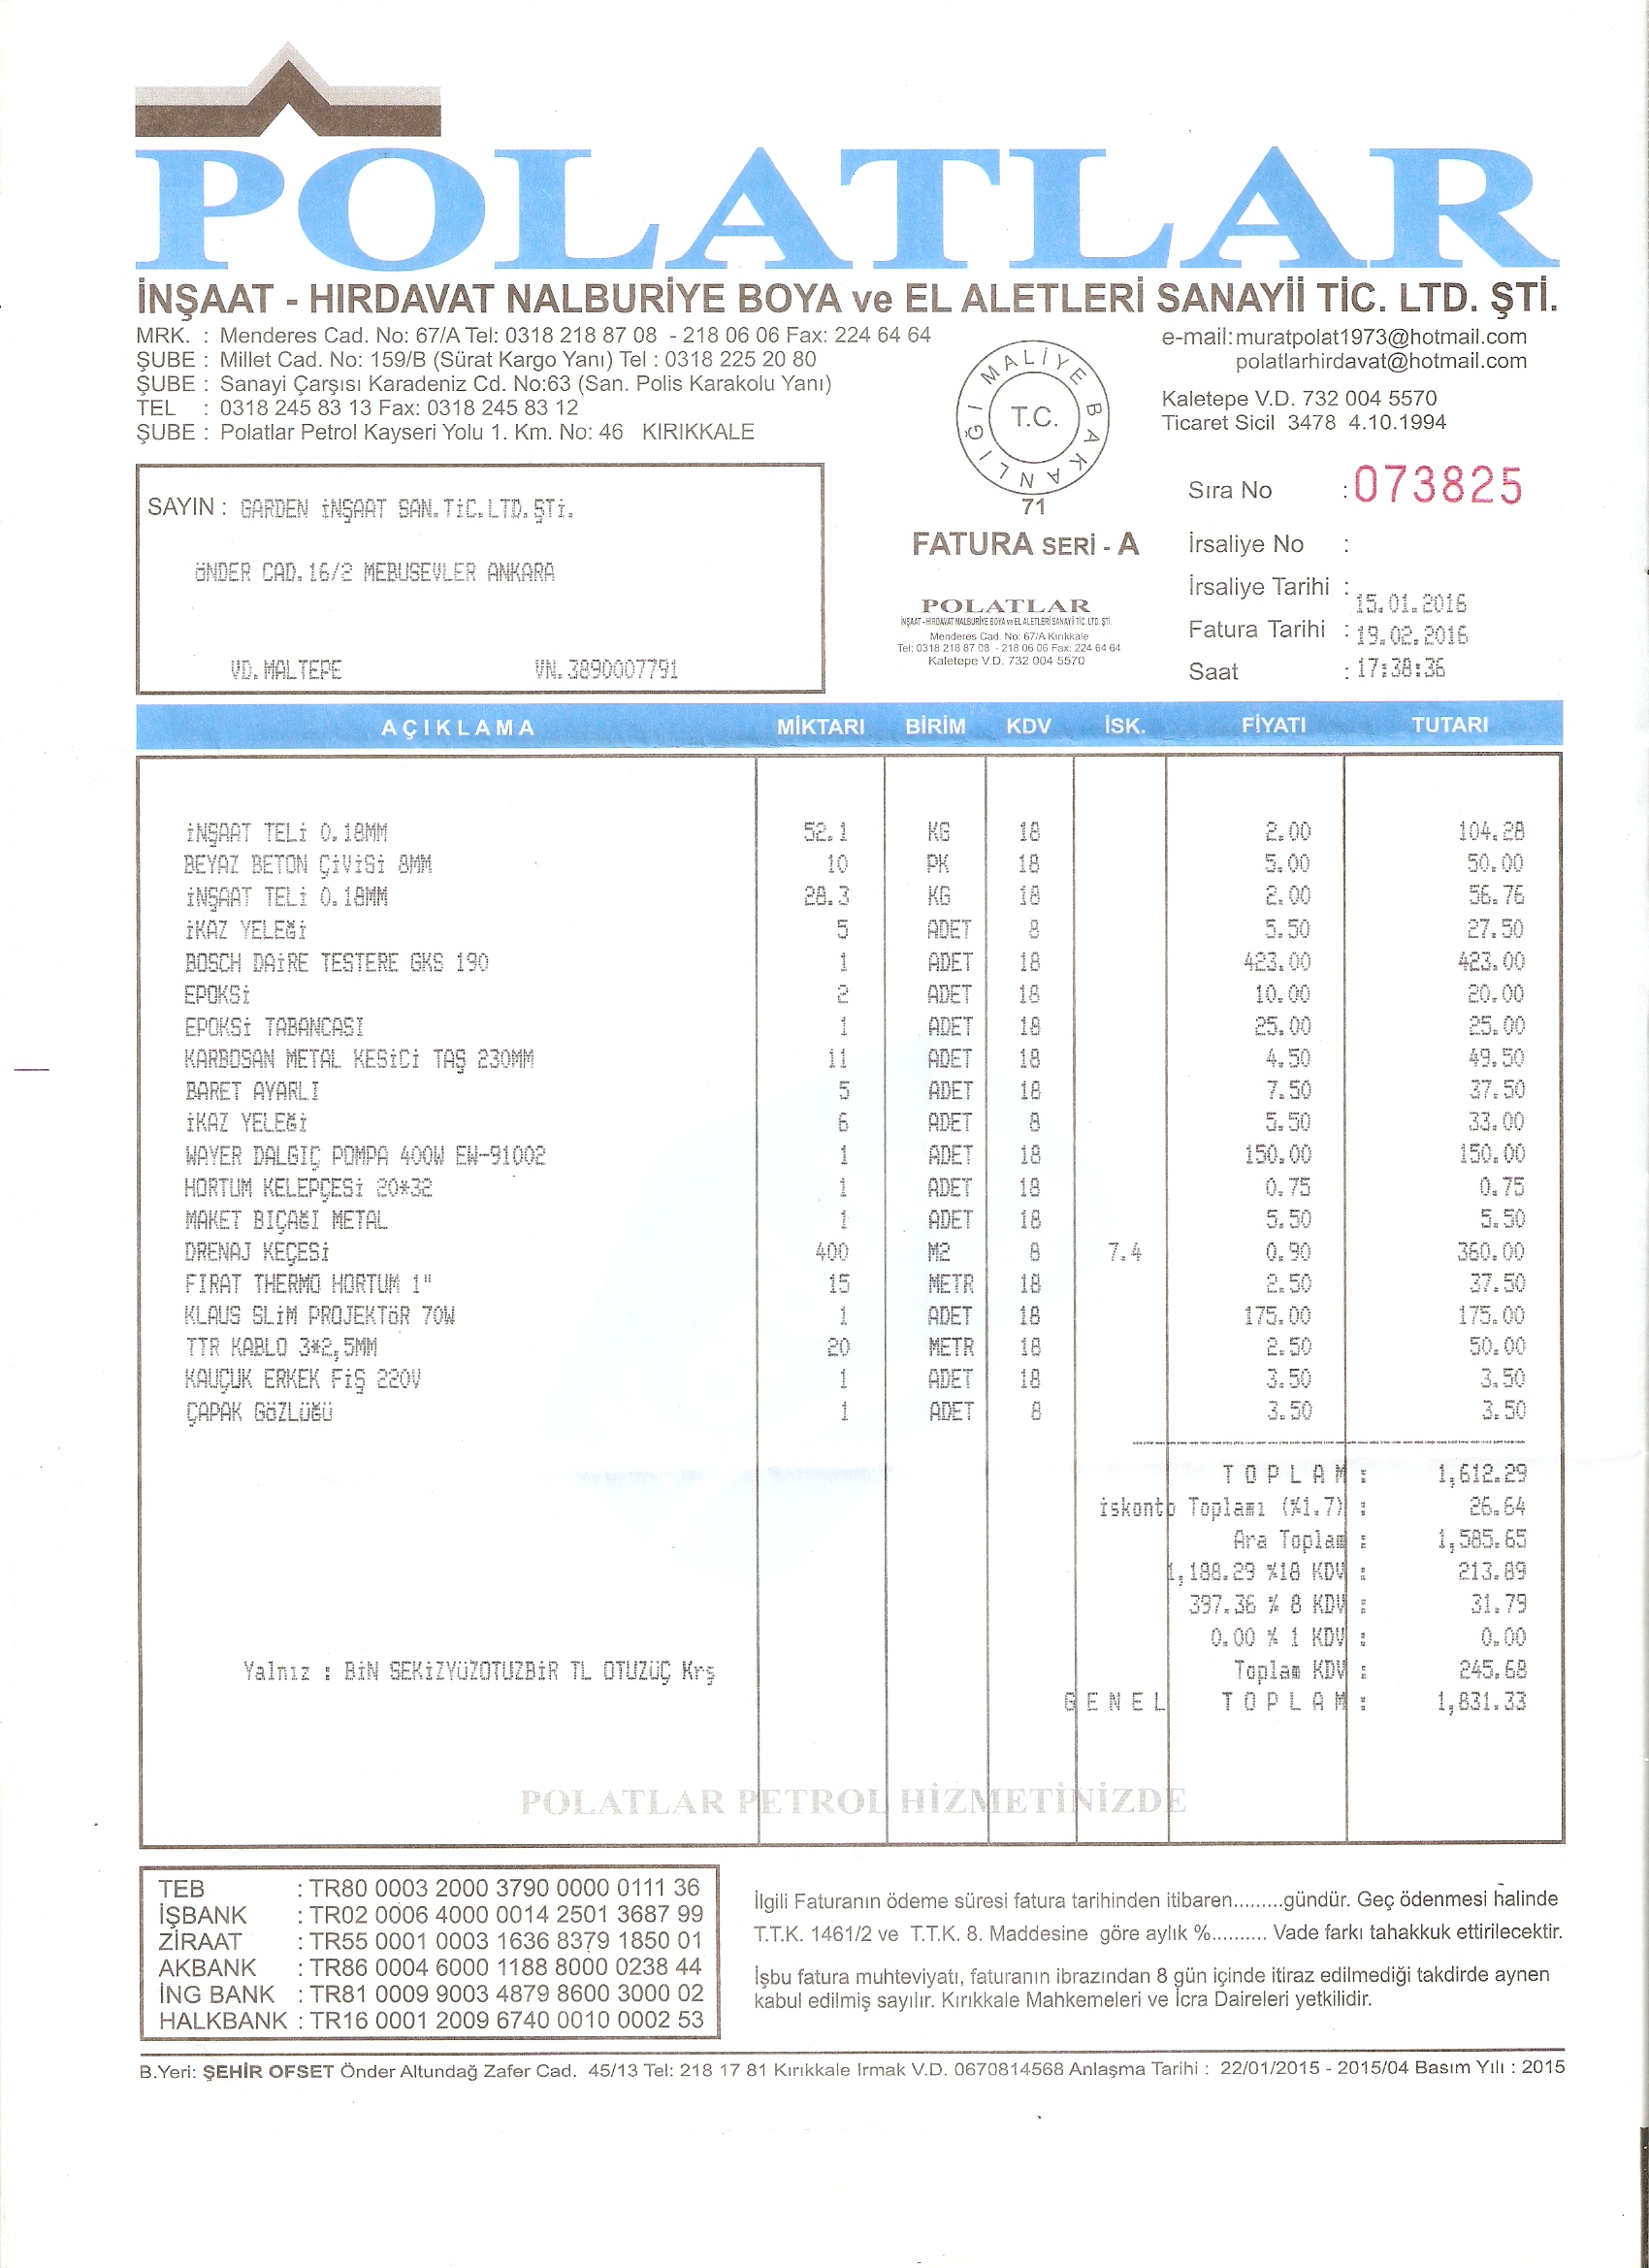 POLATLAR
İNŞAAT - HIRDAVAT NALBURİYE BOYA ve EL ALETLERİ SANAYİİ TİC. LTD. ŞTİ.
MRK. : Menderes Cad. No: 67/A Tel: 0318 218 87 08 - 218 06 06 Fax: 224 64 64
ŞUBE : Millet Cad. No: 159/B (Sürat Kargo Yanı) Tel : 0318 225 20 80
ŞUBE : Sanayi Çarşısı Karadeniz Cd. No:63 (San. Polis Karakolu Yanı)
TEL : 0318 245 83 13 Fax: 0318 245 83 12
ŞUBE : Polatlar Petrol Kayseri Yolu 1. Km. No: 46 KIRIKKALE
e-mail: muratpolat1973@hotmail.com
polatlarhirdavat@hotmail.com
Kaletepe V.D. 732 004 5570
Ticaret Sicil 3478 4.10.1994
MALİYE BAKANLIĞI
T.C.
71
FATURA SERİ - A
POLATLAR
İNŞAAT - HIRDAVAT NALBURİYE BOYA ve EL ALETLERİ SANAYİ TİC. LTD. ŞTİ.
Menderes Cad. No: 67/A Kırıkkale
Tel: 0318 218 87 08 - 218 06 06 Fax: 224 64 64
Kaletepe V.D. 732 004 5570
Sıra No : 073825
İrsaliye No :
İrsaliye Tarihi : 15.01.2016
Fatura Tarihi : 19.02.2016
Saat : 17:38:36
SAYIN : GARDEN İNŞAAT SAN.TİC.LTD.ŞTİ.
ÖNDER CAD.16/2 MEBUSEVLER ANKARA
VD.MALTEPE VN.3890007791
AÇIKLAMA MİKTARI BİRİM KDV İSK. FİYATI TUTARI
İNŞAAT TELİ 0.18MM 52.1 KG 18 2.00 104.28
BEYAZ BETON ÇİVİSİ 8MM 10 PK 18 5.00 50.00
İNŞAAT TELİ 0.18MM 28.3 KG 18 2.00 56.76
İKAZ YELEĞİ 5 ADET 8 5.50 27.50
BOSCH DAİRE TESTERE GKS 190 1 ADET 18 423.00 423.00
EPOKSİ 2 ADET 18 10.00 20.00
EPOKSİ TABANCASI 1 ADET 18 25.00 25.00
KARBOSAN METAL KESİCİ TAŞ 230MM 11 ADET 18 4.50 49.50
BARET AYARLI 5 ADET 18 7.50 37.50
İKAZ YELEĞİ 6 ADET 8 5.50 33.00
WAYER DALGIÇ POMPA 400W EW-91002 1 ADET 18 150.00 150.00
HORTUM KELEPÇESİ 20*32 1 ADET 18 0.75 0.75
MAKET BIÇAĞI METAL 1 ADET 18 5.50 5.50
DRENAJ KEÇESİ 400 M2 8 7.4 0.90 360.00
FIRAT THERMO HORTUM 1" 15 METR 18 2.50 37.50
KLAUS SLİM PROJEKTÖR 70W 1 ADET 18 175.00 175.00
TTR KABLO 3*2,5MM 20 METR 18 2.50 50.00
KAUÇUK ERKEK FİŞ 220V 1 ADET 18 3.50 3.50
ÇAPAK GÖZLÜĞÜ 1 ADET 8 3.50 3.50
TOPLAM : 1,612.29
İskonto Toplamı (%1.7) : 26.64
Ara Toplam : 1,585.65
1,188.29 %18 KDV : 213.89
397.36 % 8 KDV : 31.79
0.00 % 1 KDV : 0.00
Yalnız : BİN SEKİZYÜZOTUZBİR TL OTUZÜÇ Krş Toplam KDV : 245.68
GENEL TOPLAM : 1,831.33
POLATLAR PETROL HİZMETİNİZDE
TEB : TR80 0003 2000 3790 0000 0111 36
İŞBANK : TR02 0006 4000 0014 2501 3687 99
ZİRAAT : TR55 0001 0003 1636 8379 1850 01
AKBANK : TR86 0004 6000 1188 8000 0238 44
İNG BANK : TR81 0009 9003 4879 8600 3000 02
HALKBANK : TR16 0001 2009 6740 0010 0002 53
İlgili Faturanın ödeme süresi fatura tarihinden itibaren.........gündür. Geç ödenmesi halinde
T.T.K. 1461/2 ve T.T.K. 8. Maddesine göre aylık %.......... Vade farkı tahakkuk ettirilecektir.
İşbu fatura muhteviyatı, faturanın ibrazından 8 gün içinde itiraz edilmediği takdirde aynen
kabul edilmiş sayılır. Kırıkkale Mahkemeleri ve İcra Daireleri yetkilidir.
B.Yeri: ŞEHİR OFSET Önder Altundağ Zafer Cad. 45/13 Tel: 218 17 81 Kırıkkale Irmak V.D. 0670814568 Anlaşma Tarihi : 22/01/2015 - 2015/04 Basım Yılı : 2015